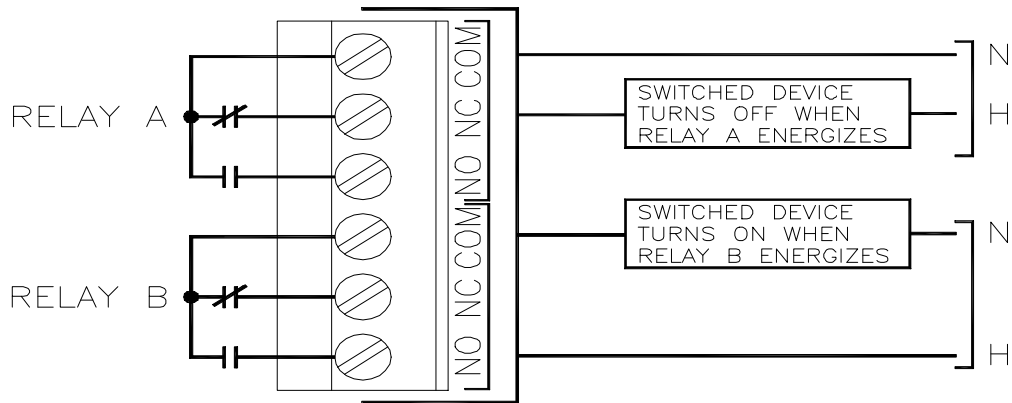 RELAY A
NO NC COM
N
SWITCHED DEVICE
TURNS OFF WHEN
RELAY A ENERGIZES
H
RELAY B
NO NC COM
SWITCHED DEVICE
TURNS ON WHEN
RELAY B ENERGIZES
N
H